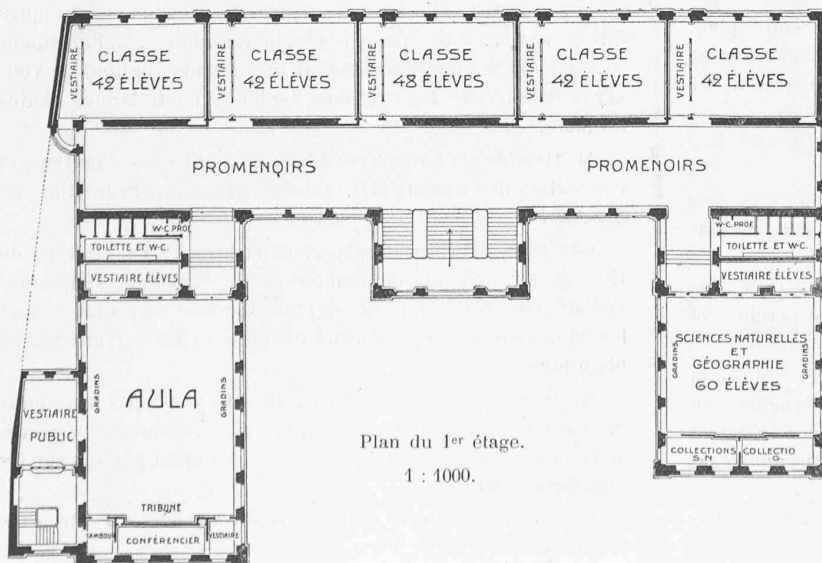 VESTIAIRE
CLASSE
42 ÉLÈVES
VESTIAIRE
CLASSE
42 ÉLÈVES
VESTIAIRE
CLASSE
48 ÉLÈVES
VESTIAIRE
CLASSE
42 ÉLÈVES
VESTIAIRE
CLASSE
42 ÉLÈVES
PROMENOIRS
PROMENOIRS
W-C. PROF.
TOILETTE ET W-C.
VESTIAIRE ÉLÈVES
W-C. PROF.
TOILETTE ET W-C.
VESTIAIRE ÉLÈVES
GRADINS
SCIENCES NATURELLES
ET
GÉOGRAPHIE
60 ÉLÈVES
GRADINS
COLLECTIONS
S.N
COLLECTIO
G.
GRADINS
AULA
GRADINS
VESTIAIRE
PUBLIC
TRIBUNE
TAMBOUR
CONFÉRENCIER
VESTIAIRE
Plan du 1er étage.
1 : 1000.